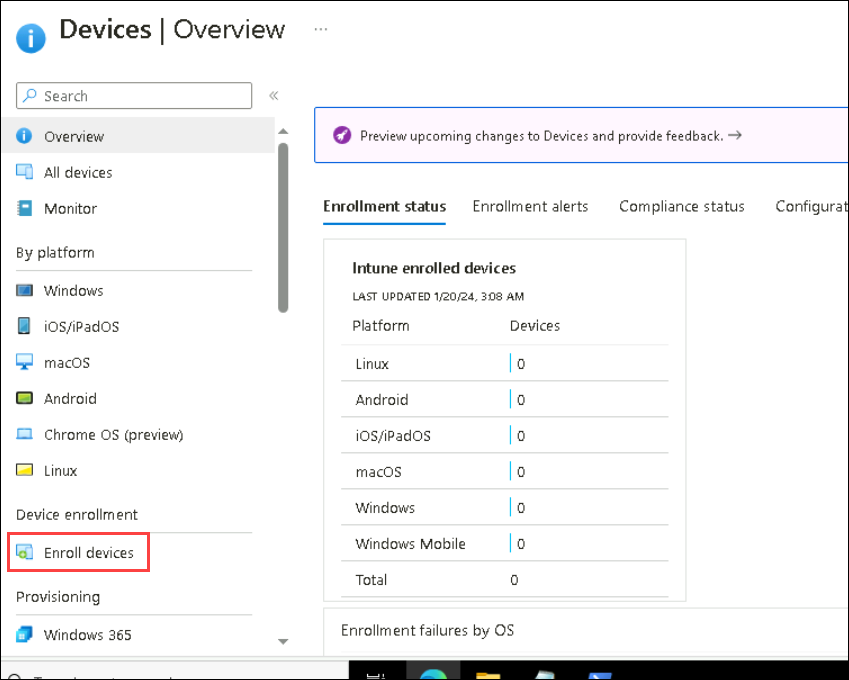 Devices | Overview ...
Search «
Overview
All devices
Monitor
By platform
Windows
iOS/iPadOS
macOS
Android
Chrome OS (preview)
Linux
Device enrollment
Enroll devices
Provisioning
Windows 365
Preview upcoming changes to Devices and provide feedback. →
Enrollment status Enrollment alerts Compliance status Configurat
Intune enrolled devices
LAST UPDATED 1/20/24, 3:08 AM
Platform Devices
Linux 0
Android 0
iOS/iPadOS 0
macOS 0
Windows 0
Windows Mobile 0
Total 0
Enrollment failures by OS